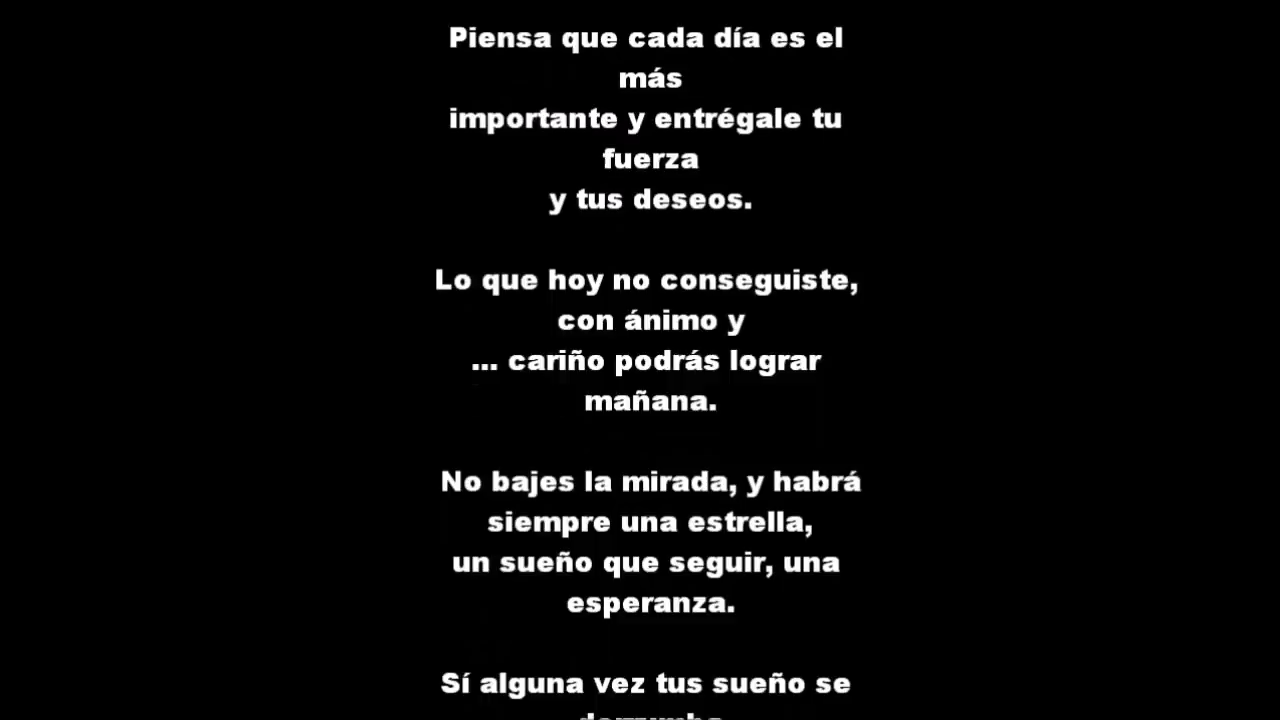 Piensa que cada día es el
más
importante y entrégale tu
fuerza
y tus deseos.
Lo que hoy no conseguiste,
con ánimo y
... cariño podrás lograr
mañana.
No bajes la mirada, y habrá
siempre una estrella,
un sueño que seguir, una
esperanza.
Sí alguna vez tus sueño se